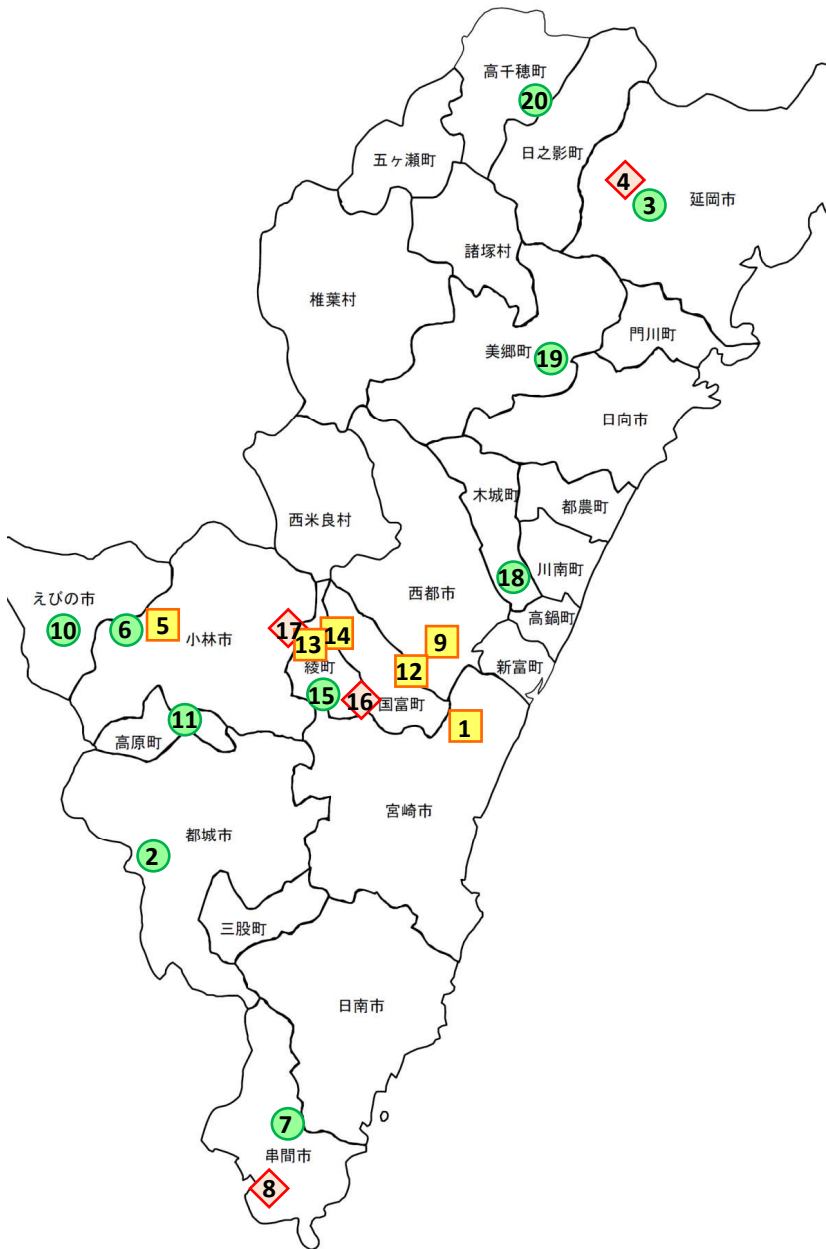 高千穂町
20
日之影町
五ヶ瀬町
4
3
延岡市
諸塚村
椎葉村
門川町
美郷町
19
日向市
木城町
都農町
西米良村
川南町
18
西都市
えびの市
高鍋町
10
6
5
小林市
17
14
13
9
綾町
12
新富町
15
16
国富町
11
1
高原町
宮崎市
都城市
2
三股町
日南市
7
串間市
8